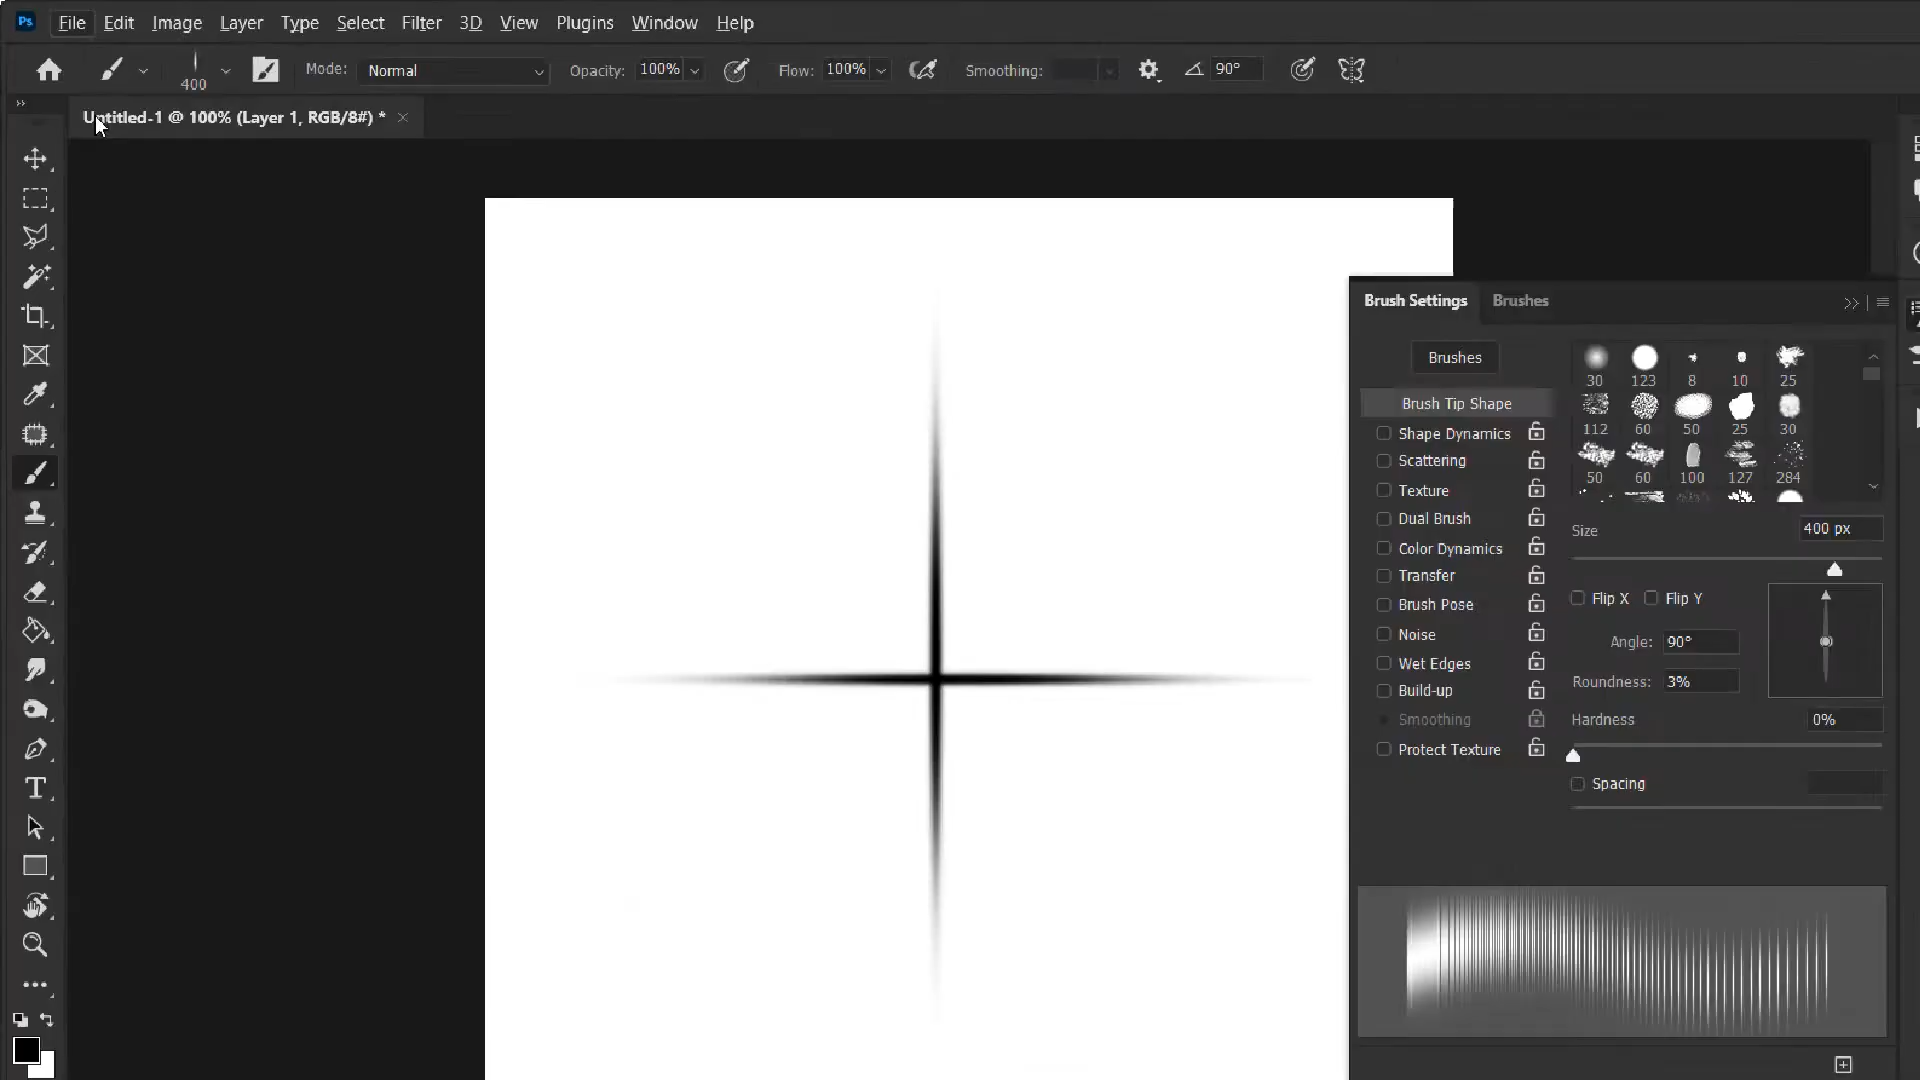 Ps File Edit Image Layer Type Select Filter 3D View Plugins Window Help
400 Mode: Normal Opacity: 100% Flow: 100% Smoothing: 90°
Untitled-1 @ 100% (Layer 1, RGB/8#) * ×
Brush Settings Brushes
Brushes
30 123 8 10 25
112 60 50 25 30
50 60 100 127 284
Brush Tip Shape
Shape Dynamics
Scattering
Texture
Dual Brush
Color Dynamics
Transfer
Brush Pose
Noise
Wet Edges
Build-up
Smoothing
Protect Texture
Size 400 px
Flip X Flip Y
Angle: 90°
Roundness: 3%
Hardness 0%
Spacing
T